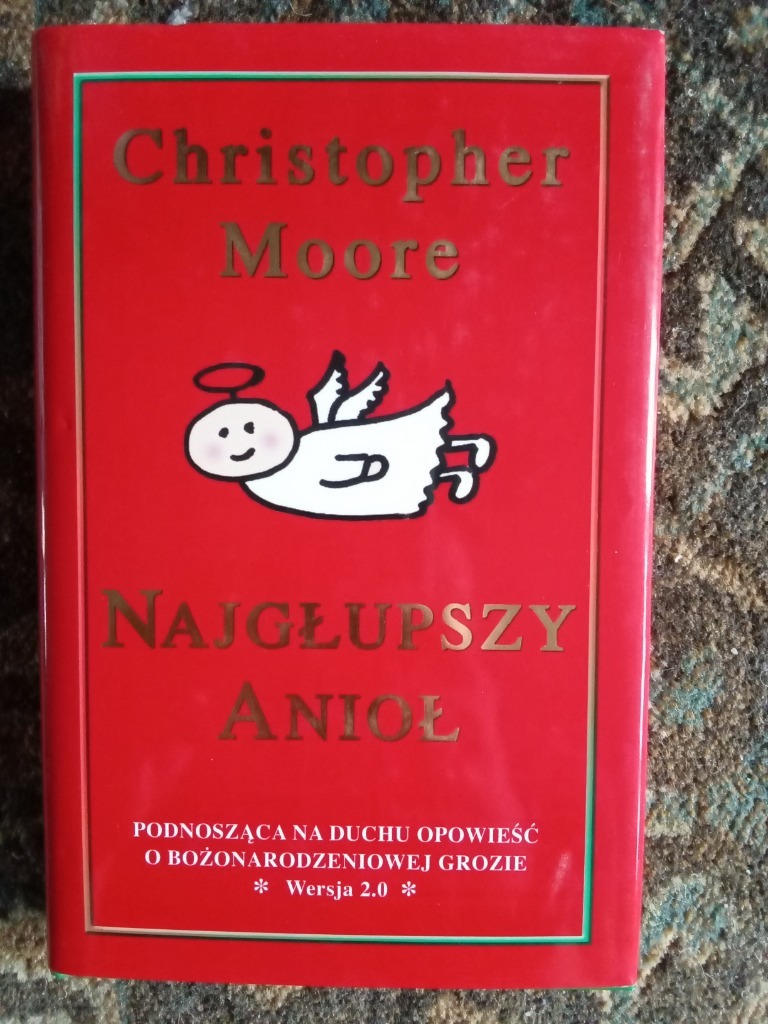 Christopher
Moore
NAJGŁUPSZY
ANIOŁ
PODNOSZĄCA NA DUCHU OPOWIEŚĆ
O BOŻONARODZENIOWEJ GROZIE
* Wersja 2.0 *